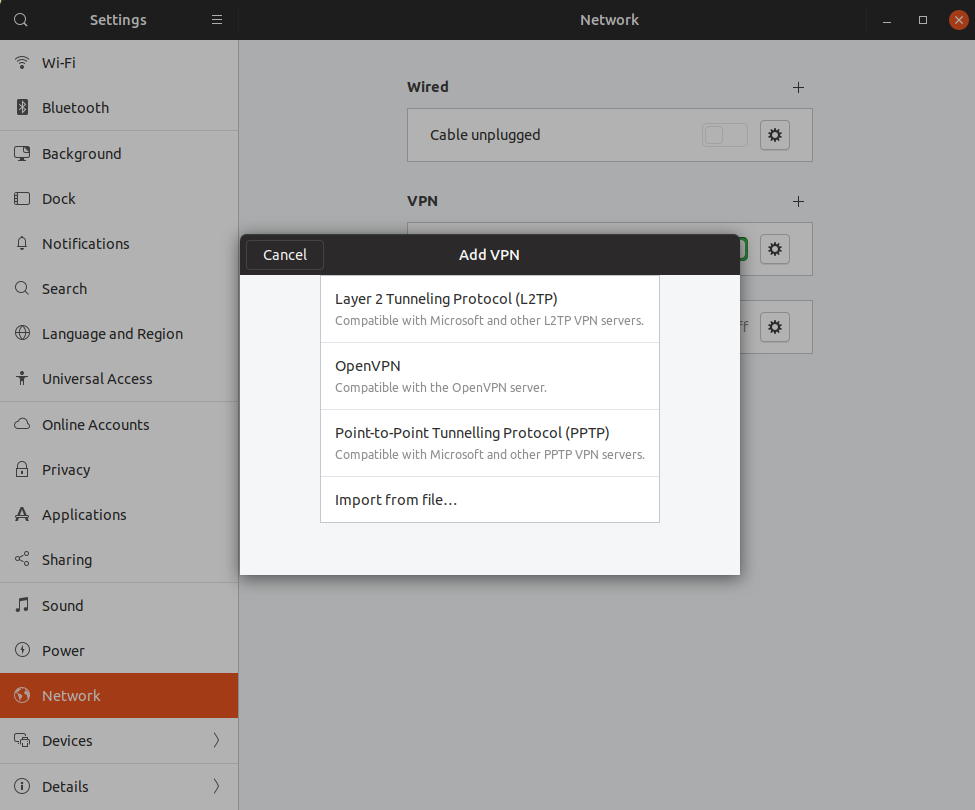 Settings
Network
Wi-Fi
Bluetooth
Background
Dock
Notifications
Search
Language and Region
Universal Access
Online Accounts
Privacy
Applications
Sharing
Sound
Power
Network
Devices
Details
Wired
Cable unplugged
VPN
Cancel
Add VPN
Layer 2 Tunneling Protocol (L2TP)
Compatible with Microsoft and other L2TP VPN servers.
OpenVPN
Compatible with the OpenVPN server.
Point-to-Point Tunnelling Protocol (PPTP)
Compatible with Microsoft and other PPTP VPN servers.
Import from file…